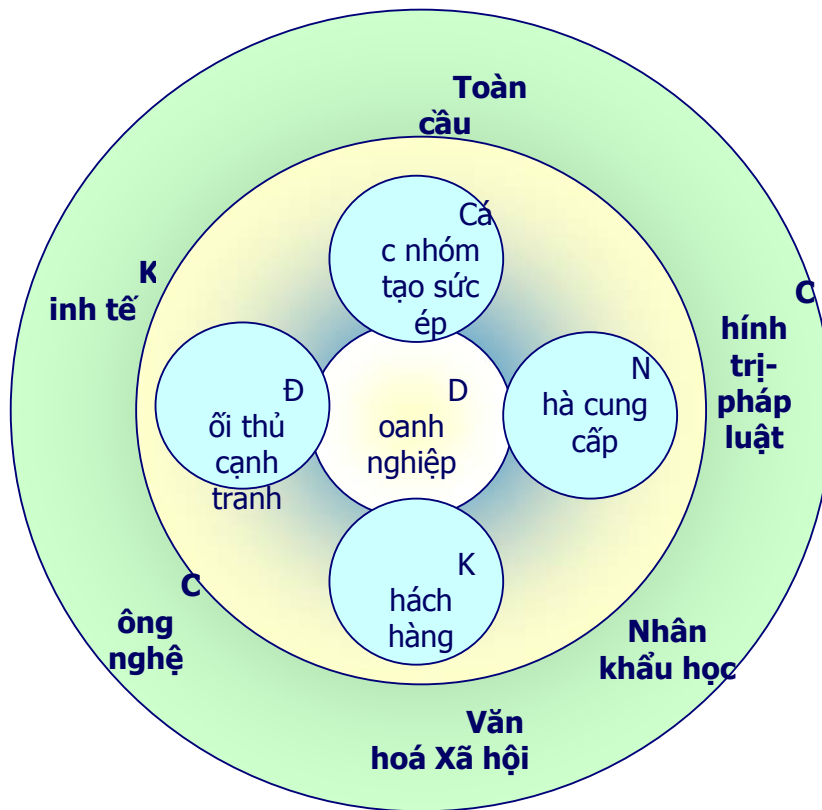 Toàn
cầu
Cá
c nhóm
tạo sức
ép
K
inh tế
C
hính
trị-
pháp
luật
Đ
ối thủ
cạnh
tranh
D
oanh
nghiệp
N
hà cung
cấp
K
hách
hàng
C
ông
nghệ
Nhân
khẩu học
Văn
hoá Xã hội